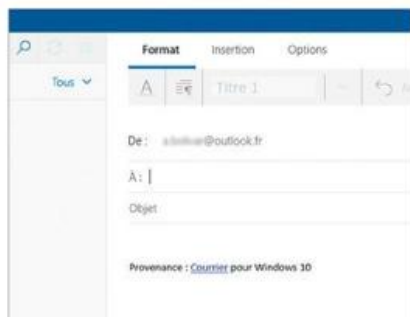 Format Insertion Options
Tous
A Titre 1
De : @outlook.fr
À :
Objet
Provenance : Courrier pour Windows 10